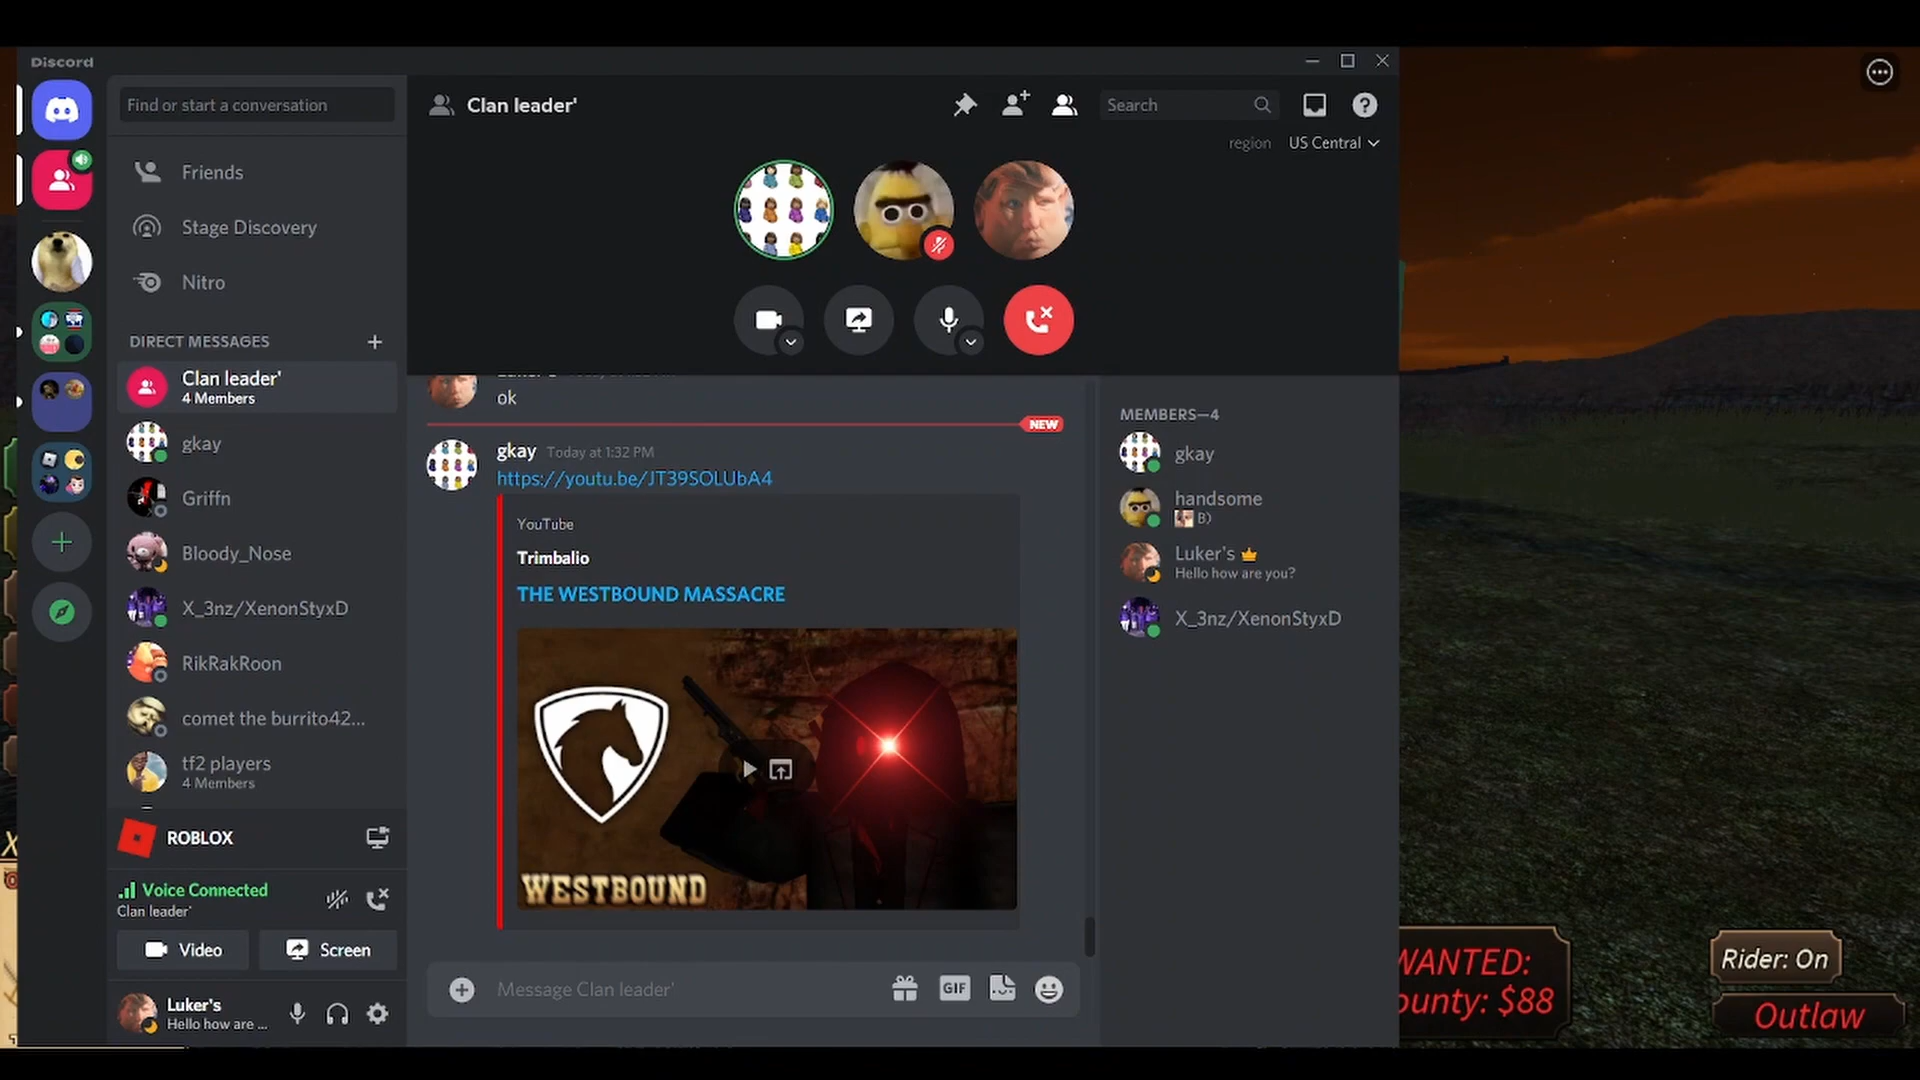 Discord
Find or start a conversation
Friends
Stage Discovery
Nitro
DIRECT MESSAGES
Clan leader'
4 Members
gkay
Griffn
Bloody_Nose
X_3nz/XenonStyxD
RikRakRoon
comet the burrito42...
tf2 players
4 Members
ROBLOX
Voice Connected
Clan leader'
Video
Screen
Luker's
Hello how are ...
Clan leader'
Search
region US Central
ok
NEW
gkay Today at 1:32 PM
https://youtu.be/JT39SOLUbA4
YouTube
Trimbalio
THE WESTBOUND MASSACRE
WESTBOUND
Message Clan leader'
GIF
MEMBERS—4
gkay
handsome
B)
Luker's
Hello how are you?
X_3nz/XenonStyxD
WANTED:
ounty: $88
Rider: On
Outlaw